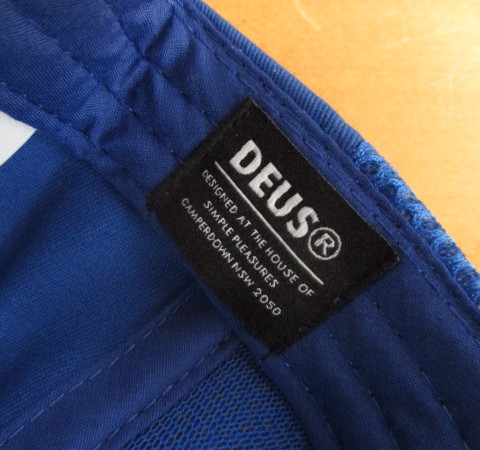 DEUS®
DESIGNED AT THE HOUSE OF
SIMPLE PLEASURES
CAMPERDOWN NSW 2050